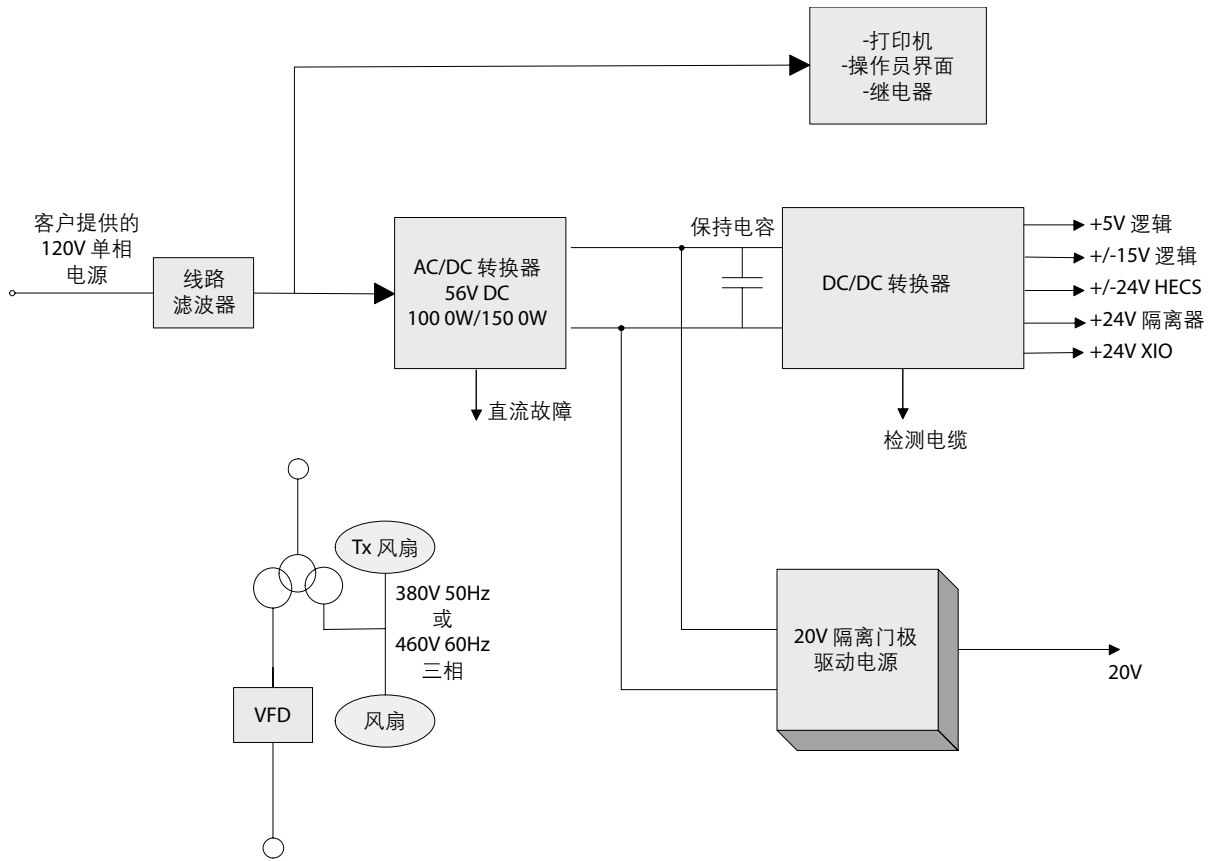 -打印机
-操作员界面
-继电器
客户提供的
120V 单相
电源
线路
滤波器
AC/DC 转换器
56V DC
100 0W/150 0W
直流故障
保持电容
DC/DC 转换器
+5V 逻辑
+/-15V 逻辑
+/-24V HECS
+24V 隔离器
+24V XIO
检测电缆
Tx 风扇
380V 50Hz
或
460V 60Hz
三相
VFD
风扇
20V 隔离门极
驱动电源
20V